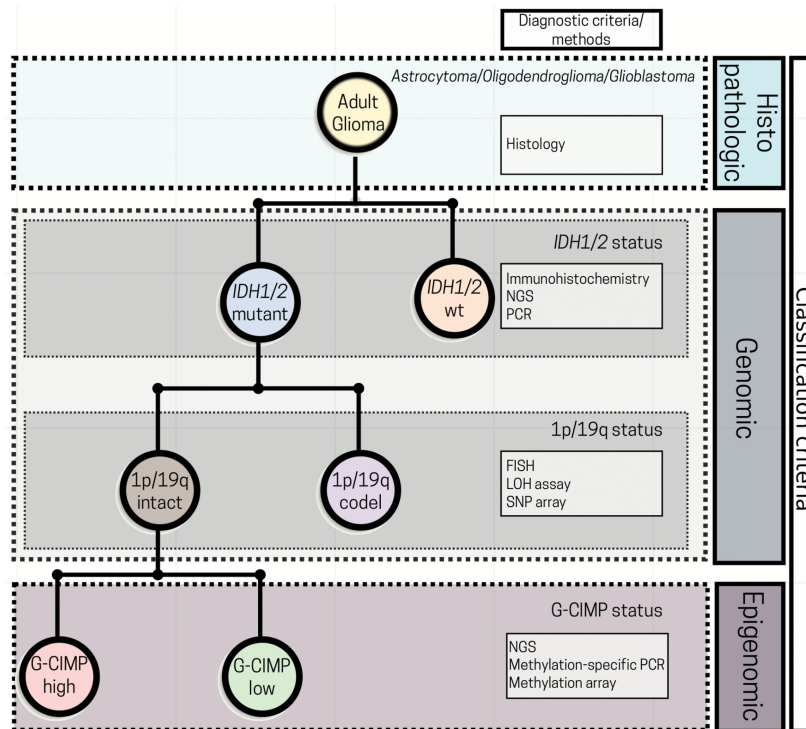 Diagnostic criteria/
methods
Astrocytoma/Oligodendroglioma/Glioblastoma
Adult
Glioma
Histology
Histo
pathologic
IDH1/2 status
IDH1/2
mutant
IDH1/2
wt
Immunohistochemistry
NGS
PCR
Genomic
Classification criteria
1p/19q status
1p/19q
intact
1p/19q
codel
FISH
LOH assay
SNP array
G-CIMP status
G-CIMP
high
G-CIMP
low
NGS
Methylation-specific PCR
Methylation array
Epigenomic